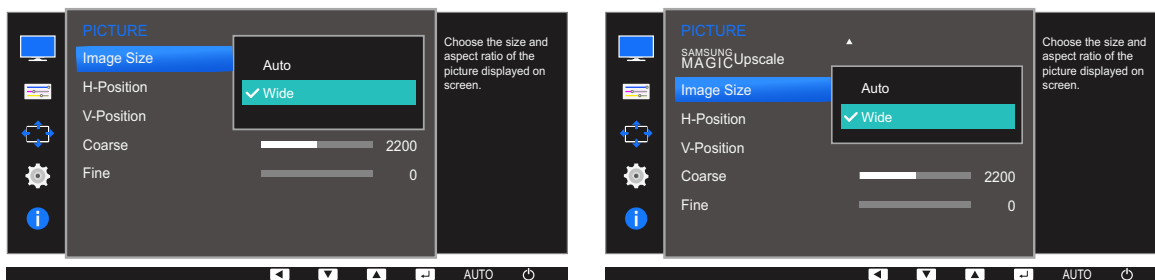 PICTURE
Image Size
Auto
Wide
H-Position
V-Position
Coarse
2200
Fine
0
Choose the size and
aspect ratio of the
picture displayed on
screen.
AUTO
PICTURE
SAMSUNG
MAGIC Upscale
Image Size
Auto
Wide
H-Position
V-Position
Coarse
2200
Fine
0
Choose the size and
aspect ratio of the
picture displayed on
screen.
AUTO